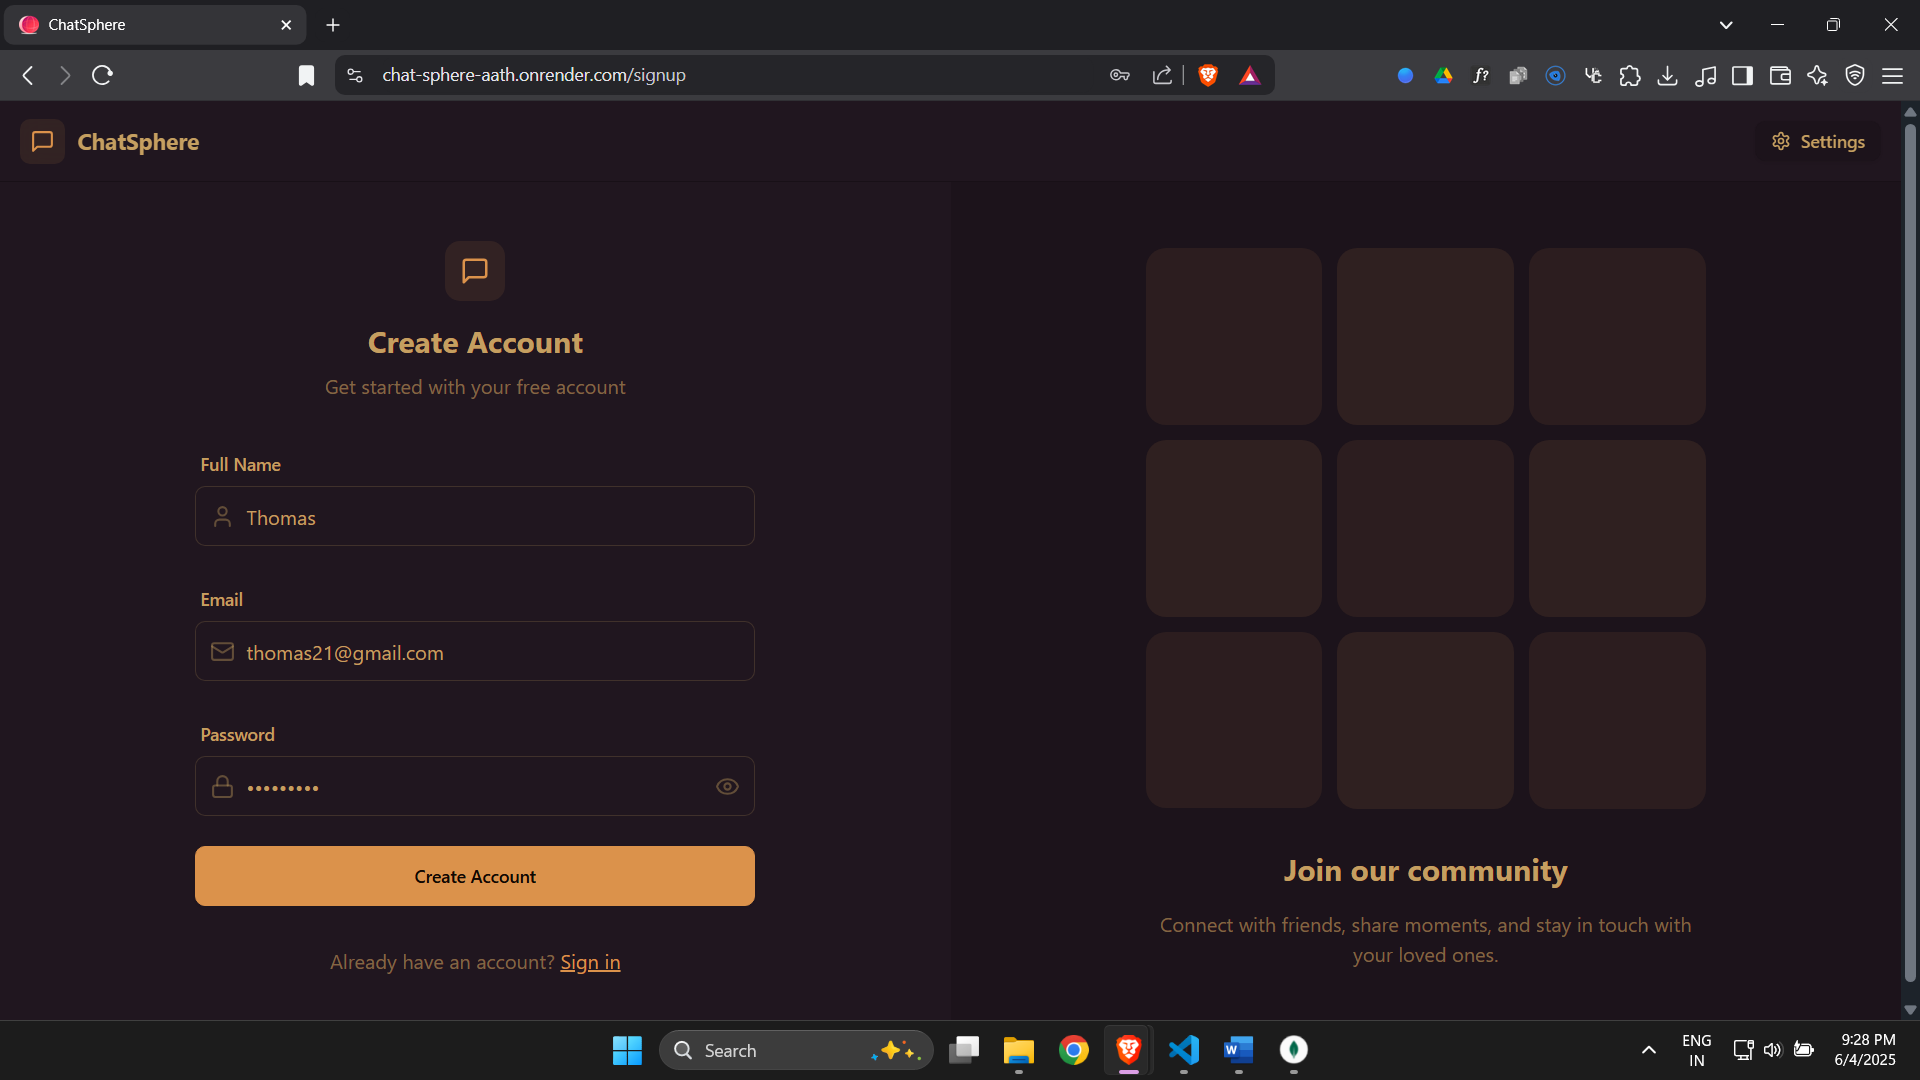 ChatSphere
chat-sphere-aath.onrender.com/signup
ChatSphere
Settings
Create Account
Get started with your free account
Full Name
Thomas
Email
thomas21@gmail.com
Password
•••••••••
Create Account
Already have an account? Sign in
Join our community
Connect with friends, share moments, and stay in touch with
your loved ones.
Search
ENG
IN
9:28 PM
6/4/2025